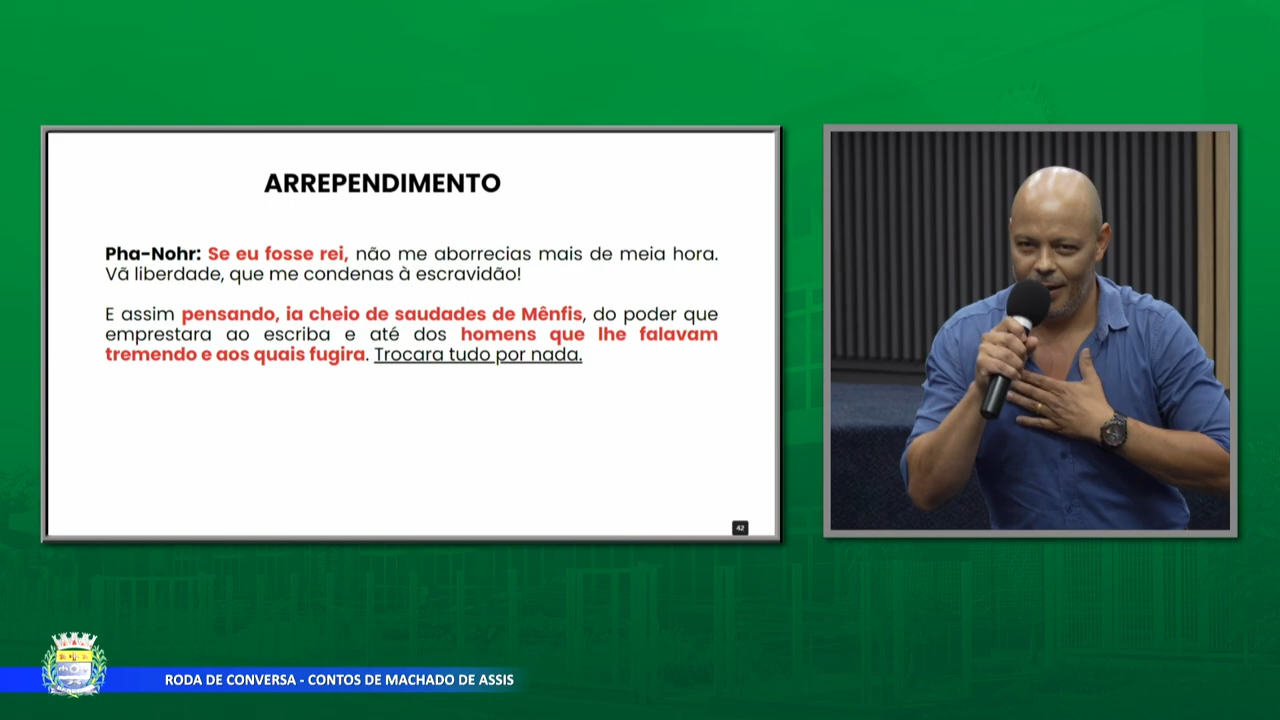 ARREPENDIMENTO
Pha-Nohr: Se eu fosse rei, não me aborrecias mais de meia hora.
Vã liberdade, que me condenas à escravidão!
E assim pensando, ia cheio de saudades de Mênfis, do poder que
emprestara ao escriba e até dos homens que lhe falavam
tremendo e aos quais fugira. Trocara tudo por nada.
42
RODA DE CONVERSA - CONTOS DE MACHADO DE ASSIS